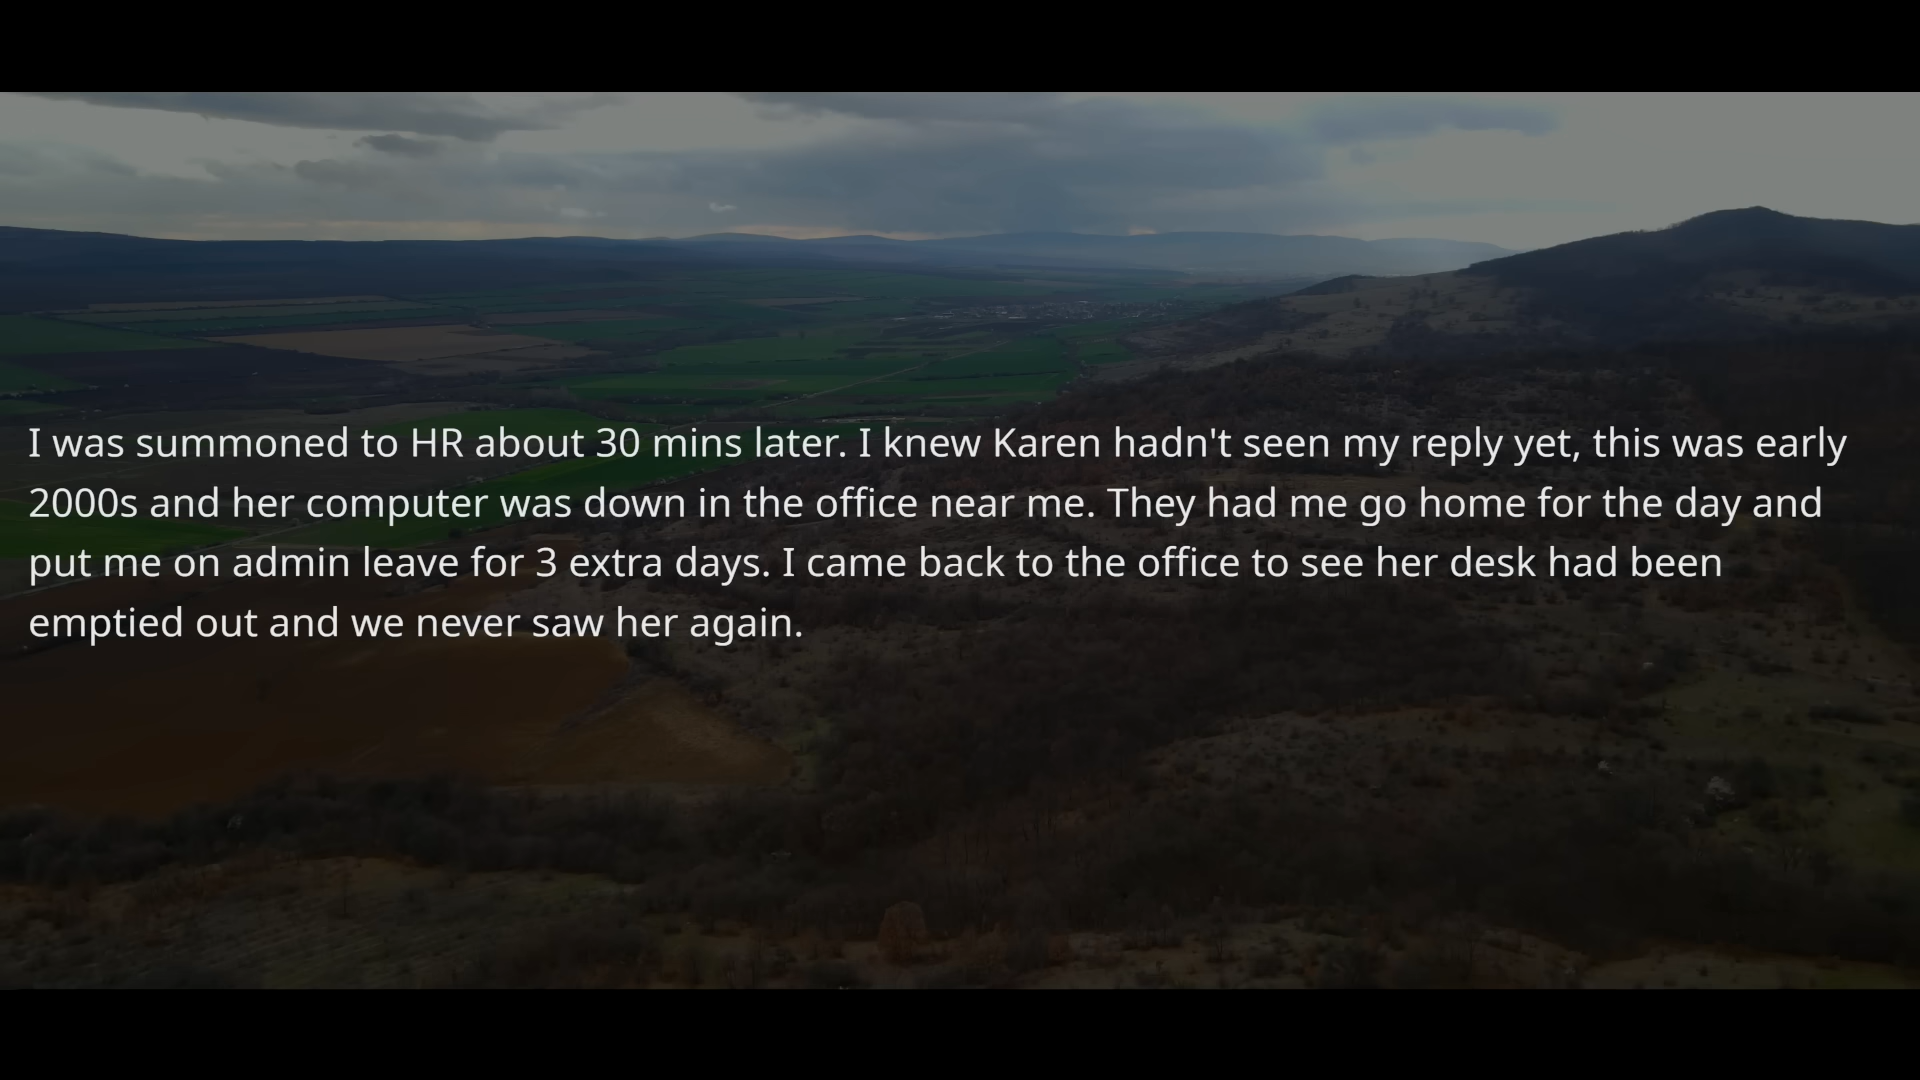 I was summoned to HR about 30 mins later. I knew Karen hadn't seen my reply yet, this was early
2000s and her computer was down in the office near me. They had me go home for the day and
put me on admin leave for 3 extra days. I came back to the office to see her desk had been
emptied out and we never saw her again.